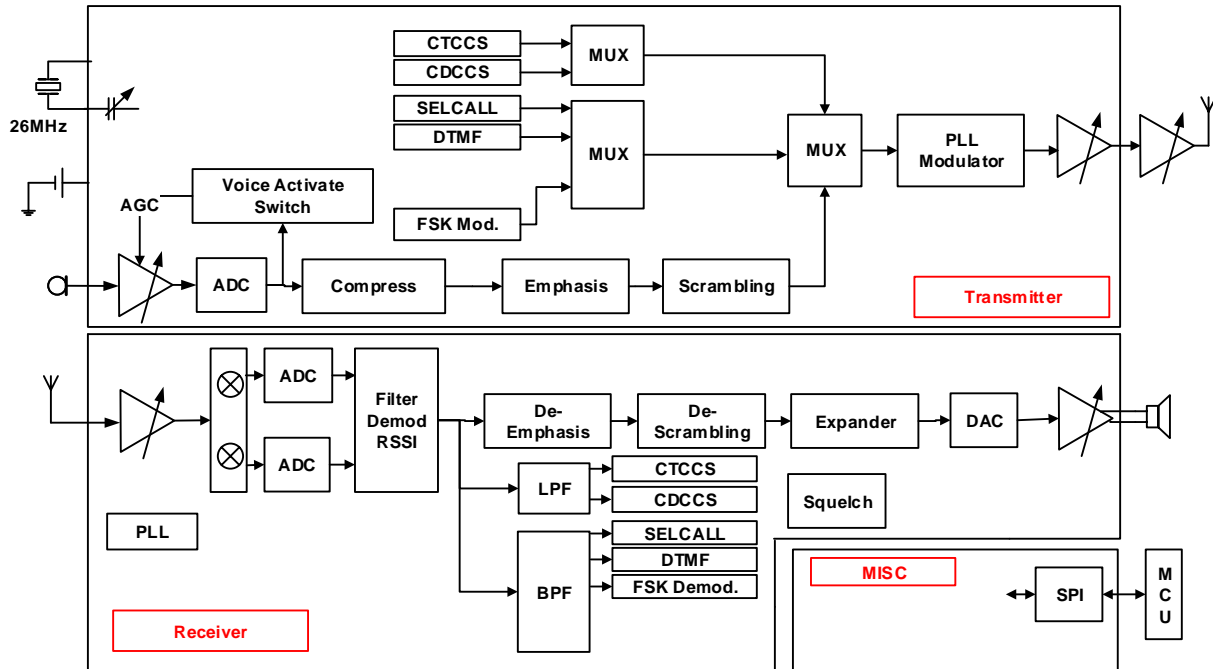 CTCCS
MUX
CDCCS
26MHz
SELCALL
DTMF
MUX
MUX
PLL
Modulator
Voice Activate
Switch
AGC
FSK Mod.
ADC
Compress
Emphasis
Scrambling
Transmitter
ADC
Filter
Demod
RSSI
ADC
De-
Emphasis
De-
Scrambling
Expander
DAC
LPF
CTCCS
CDCCS
Squelch
PLL
BPF
SELCALL
DTMF
FSK Demod.
MISC
SPI
M
C
U
Receiver